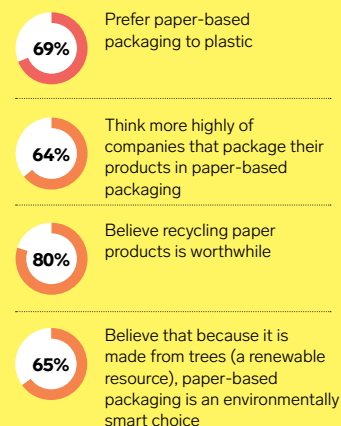 69%
Prefer paper-based
packaging to plastic
64%
Think more highly of
companies that package their
products in paper-based
packaging
80%
Believe recycling paper
products is worthwhile
65%
Believe that because it is
made from trees (a renewable
resource), paper-based
packaging is an environmentally
smart choice